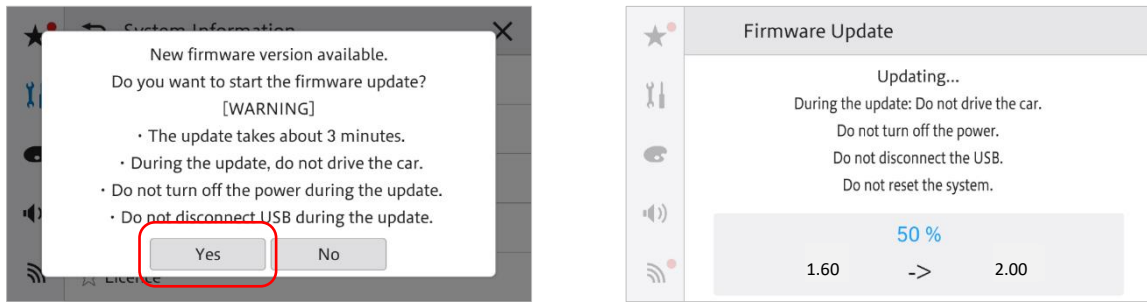 System Information
New firmware version available.
Do you want to start the firmware update?
[WARNING]
・The update takes about 3 minutes.
・During the update, do not drive the car.
・Do not turn off the power during the update.
・Do not disconnect USB during the update.
Yes
No
Licence
Firmware Update
Updating...
During the update: Do not drive the car.
Do not turn off the power.
Do not disconnect the USB.
Do not reset the system.
50 %
1.60 -> 2.00